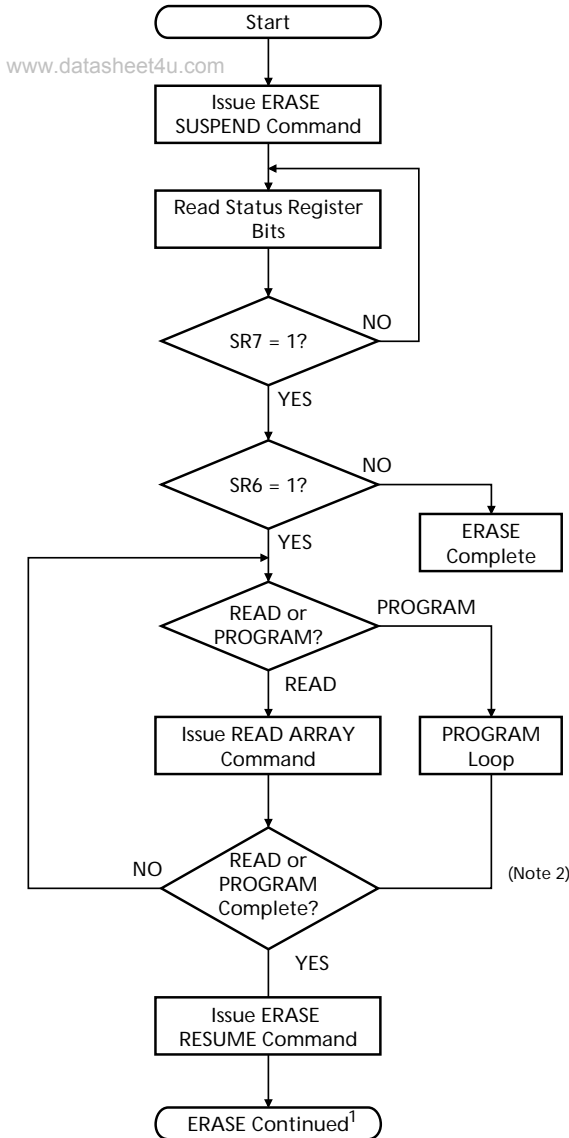 Start
www.datasheet4u.com
Issue ERASE
SUSPEND Command
Read Status Register
Bits
SR7 = 1?
NO
YES
SR6 = 1?
NO
YES
ERASE
Complete
READ or
PROGRAM?
PROGRAM
READ
Issue READ ARRAY
Command
PROGRAM
Loop
NO
READ or
PROGRAM
Complete?
(Note 2)
YES
Issue ERASE
RESUME Command
ERASE Continued1